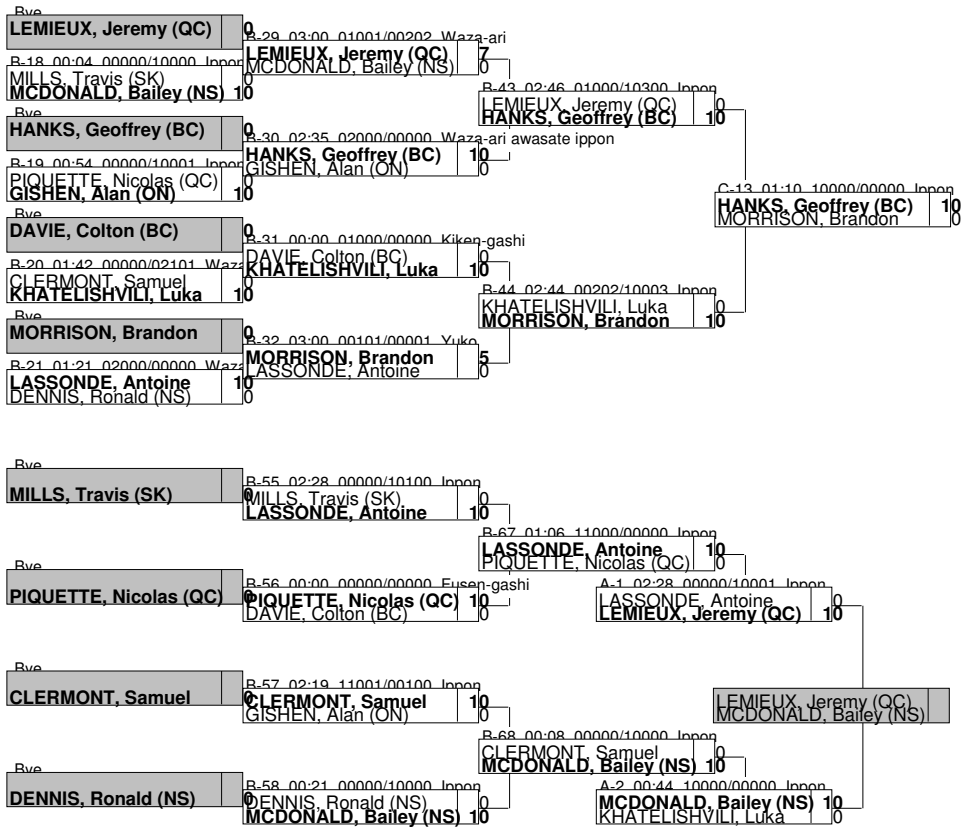 Bye
LEMIEUX, Jeremy (QC) 0
B-29 03:00 01001/00202 Waza-ari
LEMIEUX, Jeremy (QC) 7
MCDONALD, Bailey (NS) 0
B-18 00:04 00000/10000 Ippon
MILLS, Travis (SK) 0
MCDONALD, Bailey (NS) 10
B-43 02:46 01000/10300 Ippon
LEMIEUX, Jeremy (QC) 0
HANKS, Geoffrey (BC) 10
Bye
HANKS, Geoffrey (BC) 0
B-30 02:35 02000/00000 Waza-ari awasate ippon
HANKS, Geoffrey (BC) 10
GISHEN, Alan (ON) 0
B-19 00:54 00000/10001 Ippon
PIQUETTE, Nicolas (QC) 0
GISHEN, Alan (ON) 10
C-13 01:10 10000/00000 Ippon
HANKS, Geoffrey (BC) 10
MORRISON, Brandon 0
Bye
DAVIE, Colton (BC) 0
B-31 00:00 01000/00000 Kiken-gashi
DAVIE, Colton (BC) 0
KHATELISHVILI, Luka 10
B-20 01:42 00000/02101 Waza
CLERMONT, Samuel 0
KHATELISHVILI, Luka 10
B-44 02:44 00202/10003 Ippon
KHATELISHVILI, Luka 0
MORRISON, Brandon 10
Bye
MORRISON, Brandon 0
B-32 03:00 00101/00001 Yuko
MORRISON, Brandon 5
LASSONDE, Antoine 0
B-21 01:21 02000/00000 Waza
LASSONDE, Antoine 10
DENNIS, Ronald (NS) 0
Bye
MILLS, Travis (SK) 0
B-55 02:28 00000/10100 Ippon
MILLS, Travis (SK) 0
LASSONDE, Antoine 10
B-67 01:06 11000/00000 Ippon
LASSONDE, Antoine 10
PIQUETTE, Nicolas (QC) 0
Bye
PIQUETTE, Nicolas (QC) 0
B-56 00:00 00000/00000 Fusen-gashi
PIQUETTE, Nicolas (QC) 10
DAVIE, Colton (BC) 0
A-1 02:28 00000/10001 Ippon
LASSONDE, Antoine 0
LEMIEUX, Jeremy (QC) 10
Bye
CLERMONT, Samuel 0
B-57 02:19 11001/00100 Ippon
CLERMONT, Samuel 10
GISHEN, Alan (ON) 0
LEMIEUX, Jeremy (QC)
MCDONALD, Bailey (NS)
B-68 00:08 00000/10000 Ippon
CLERMONT, Samuel 0
MCDONALD, Bailey (NS) 10
Bye
DENNIS, Ronald (NS) 0
B-58 00:21 00000/10000 Ippon
DENNIS, Ronald (NS) 0
MCDONALD, Bailey (NS) 10
A-2 00:44 10000/00000 Ippon
MCDONALD, Bailey (NS) 10
KHATELISHVILI, Luka 0